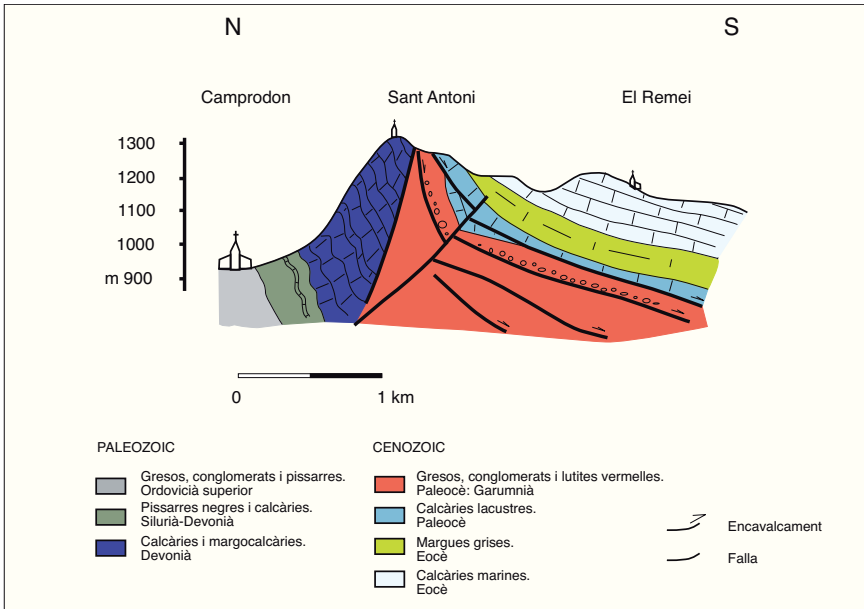 N
S
Camprodon
Sant Antoni
El Remei
1300
1200
1100
1000
m 900
0
1 km
PALEOZOIC
Gresos, conglomerats i pissarres.
Ordovicià superior
Pissarres negres i calcàries.
Silurià-Devonià
Calcàries i margocalcàries.
Devonià
CENOZOIC
Gresos, conglomerats i lutites vermelles.
Paleocè: Garumnià
Calcàries lacustres.
Paleocè
Margues grises.
Eocè
Calcàries marines.
Eocè
Encavalcament
Falla